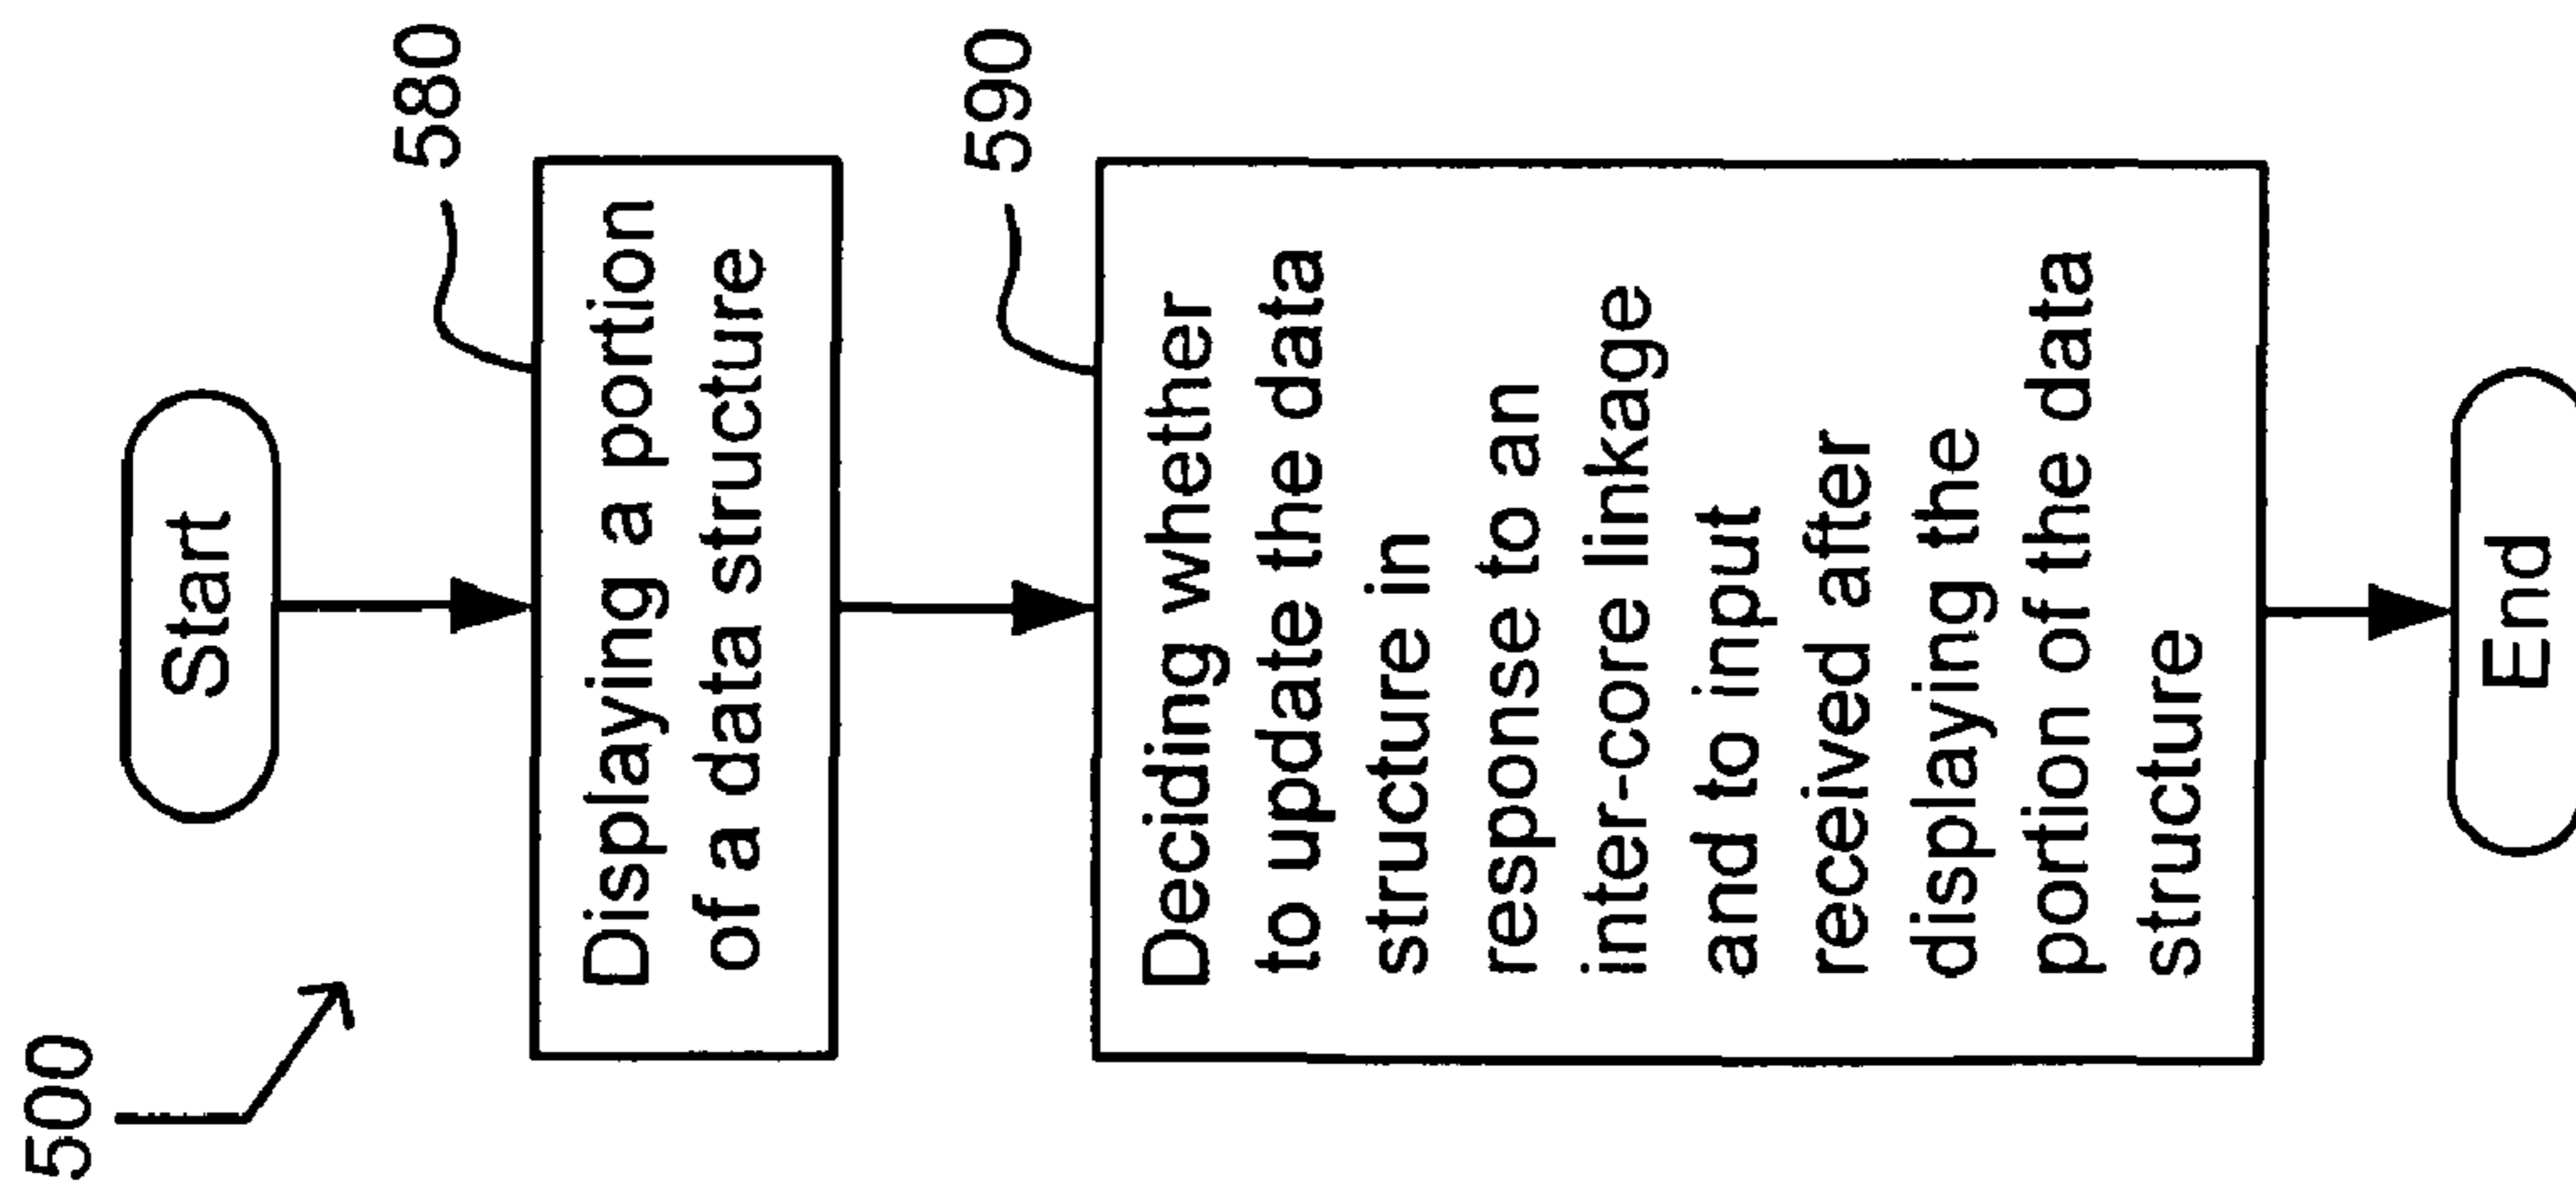 500
Start
580
Displaying a portion
of a data structure
590
Deciding whether
to update the data
structure in
response to an
inter-core linkage
and to input
received after
displaying the
portion of the data
structure
End